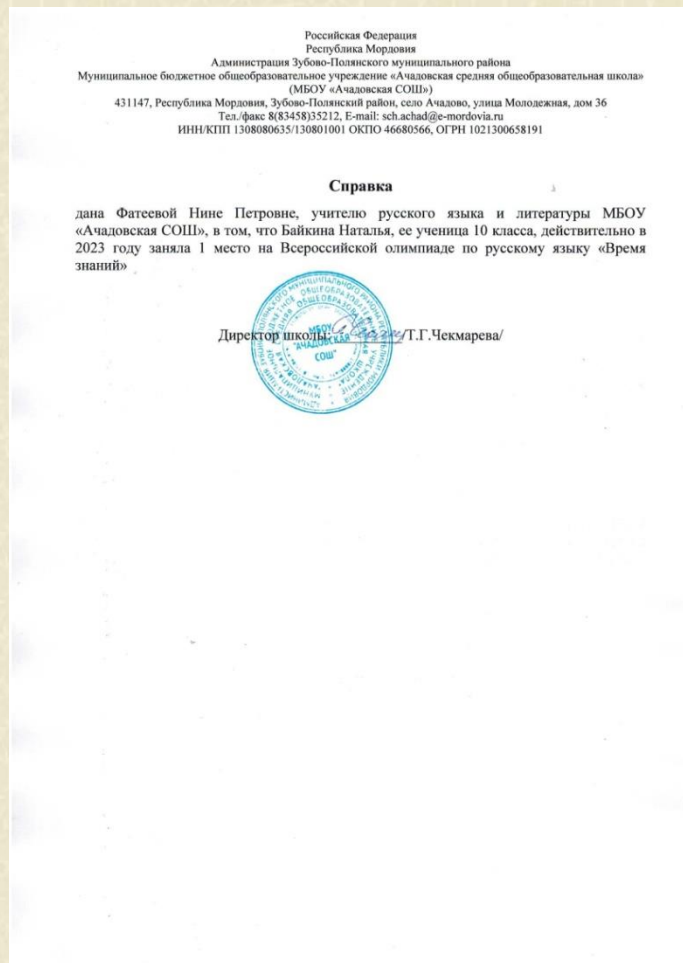 Российская Федерация
Республика Мордовия
Администрация Зубово-Полянского муниципального района
Муниципальное бюджетное общеобразовательное учреждение «Ачадовская средняя общеобразовательная школа»
(МБОУ «Ачадовская СОШ»)
431147, Республика Мордовия, Зубово-Полянский район, село Ачадово, улица Молодежная, дом 36
Тел./факс 8(83458)35212, E-mail: sch.achad@e-mordovia.ru
ИНН/КПП 1308080635/130801001 ОКПО 46680566, ОГРН 1021300658191
Справка
дана Фатеевой Нине Петровне, учителю русского языка и литературы МБОУ
«Ачадовская СОШ», в том, что Байкина Наталья, ее ученица 10 класса, действительно в
2023 году заняла 1 место на Всероссийской олимпиаде по русскому языку «Время
знаний»
Директор школы: /Т.Г.Чекмарева/
МБОУ
"АЧАДОВСКАЯ
СОШ"